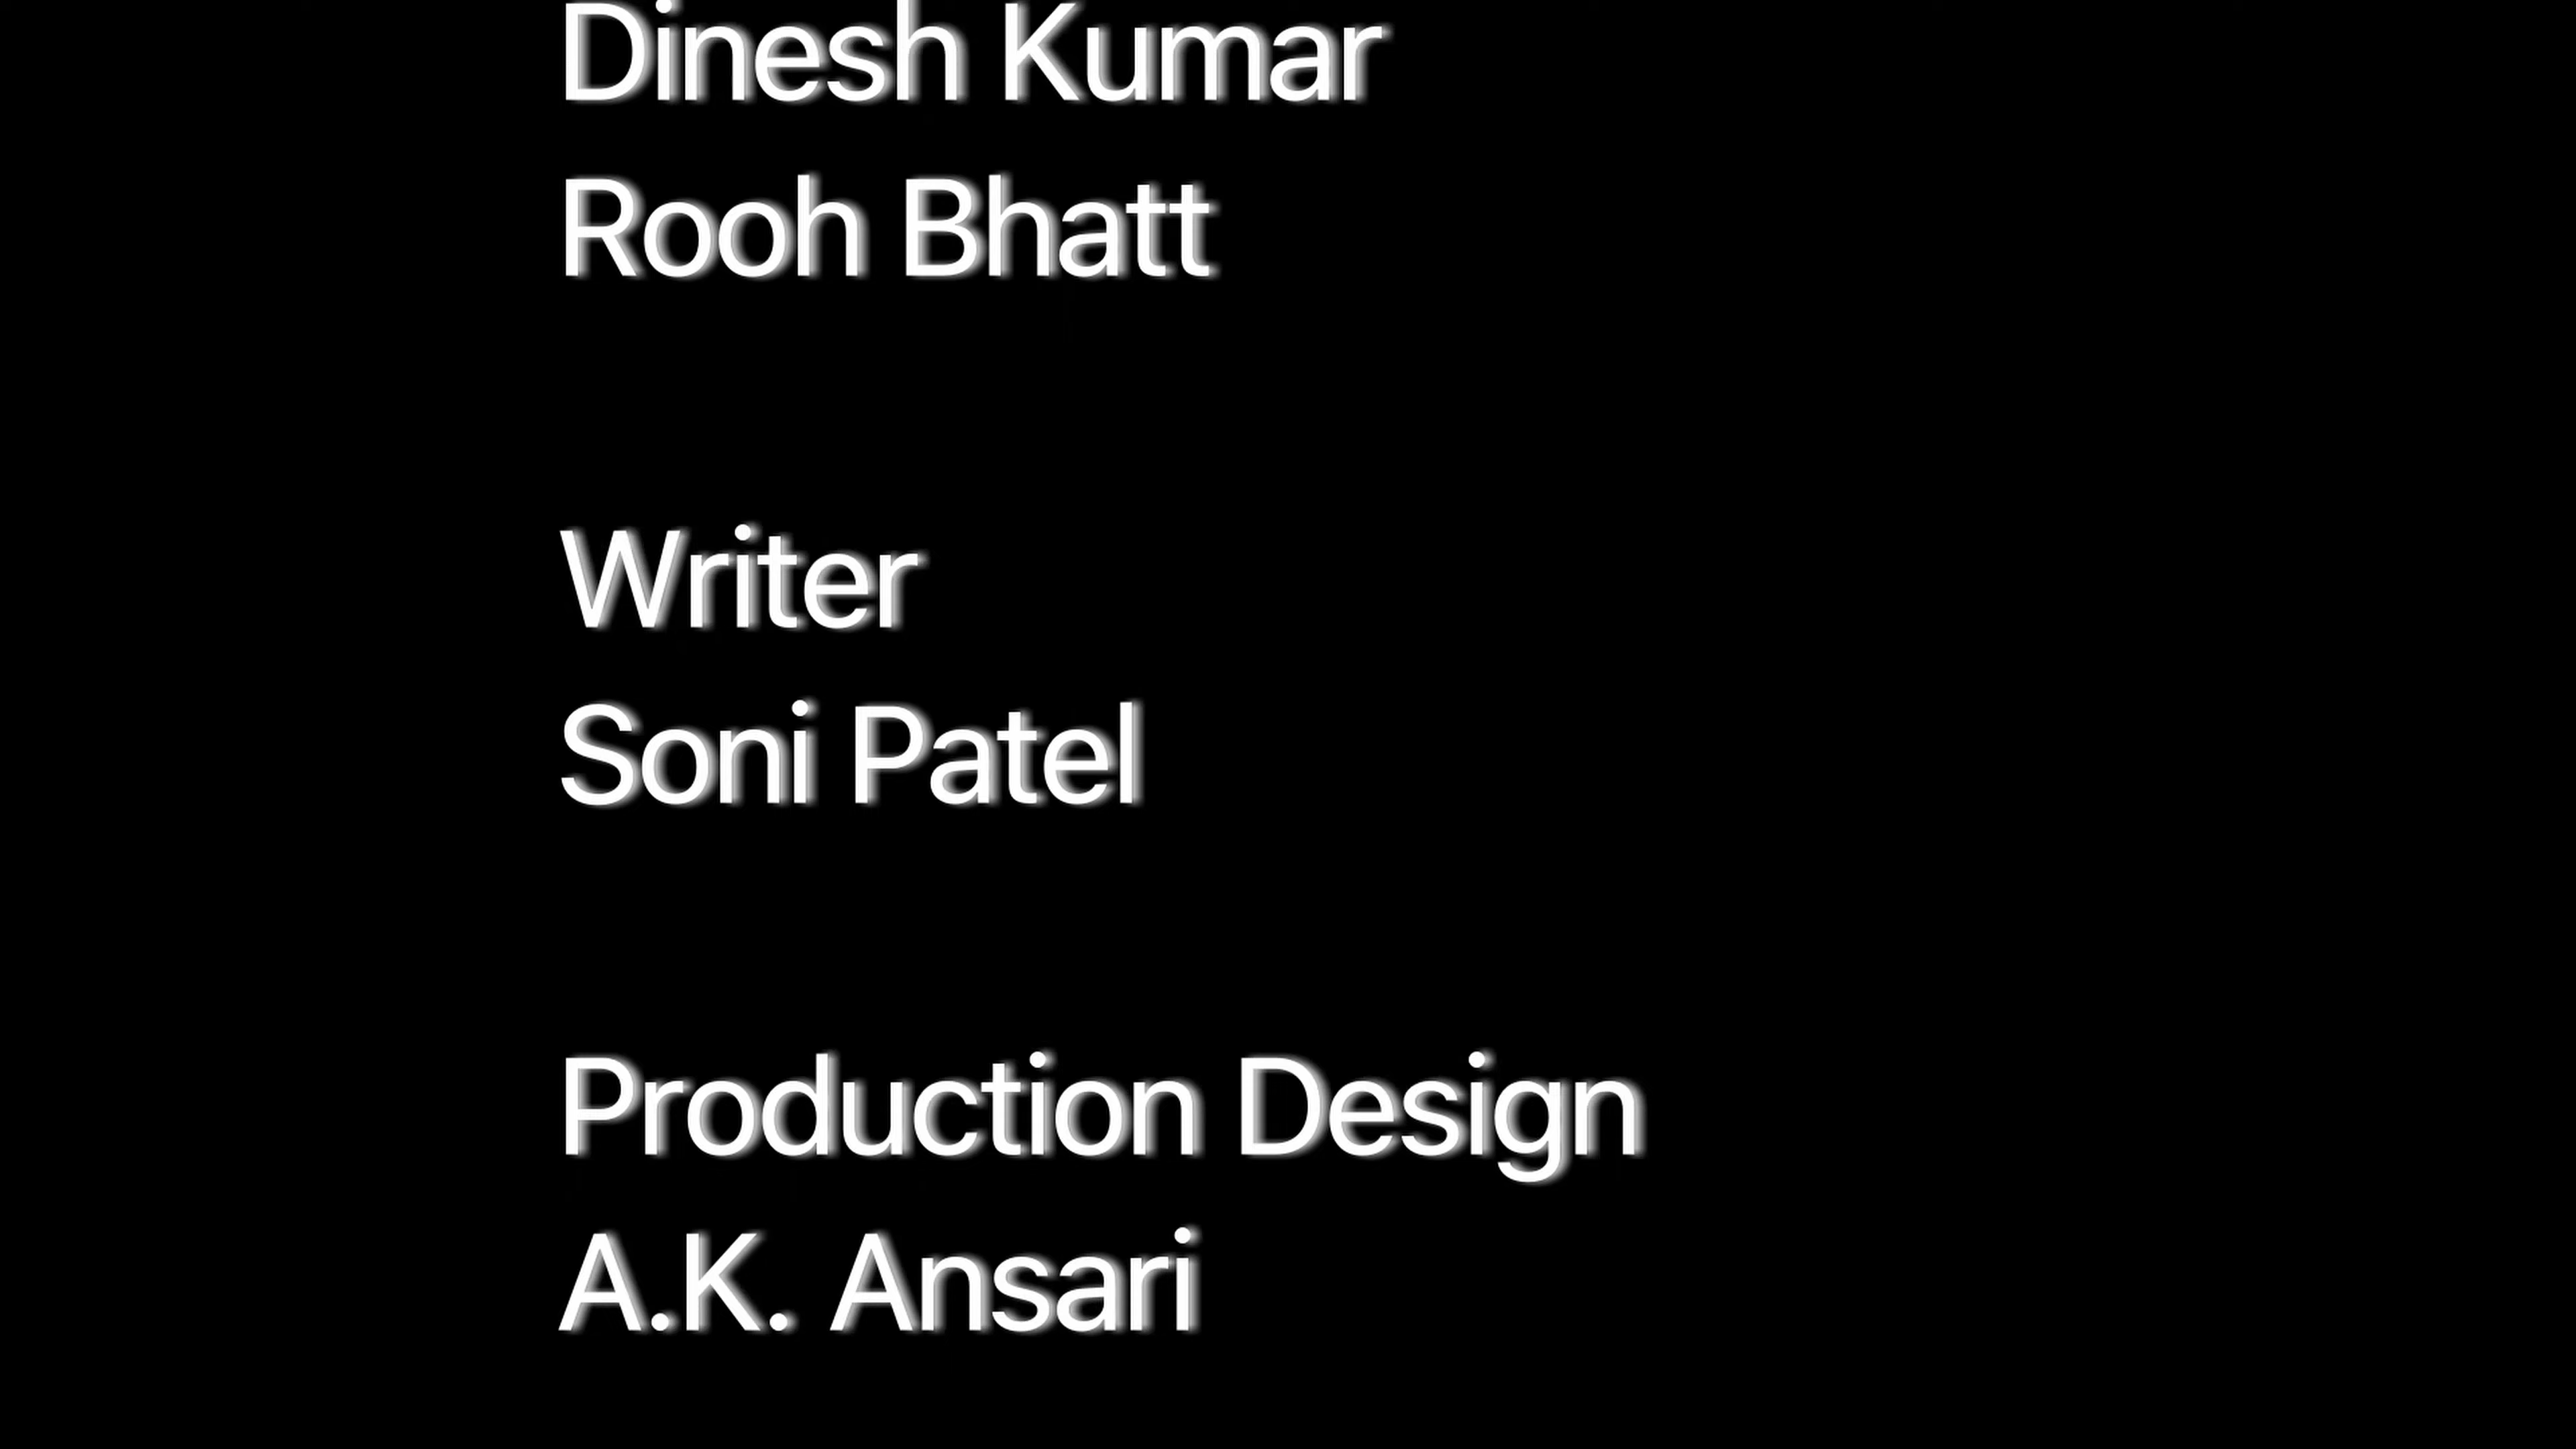 Dinesh Kumar
Rooh Bhatt
Writer
Soni Patel
Production Design
A.K. Ansari